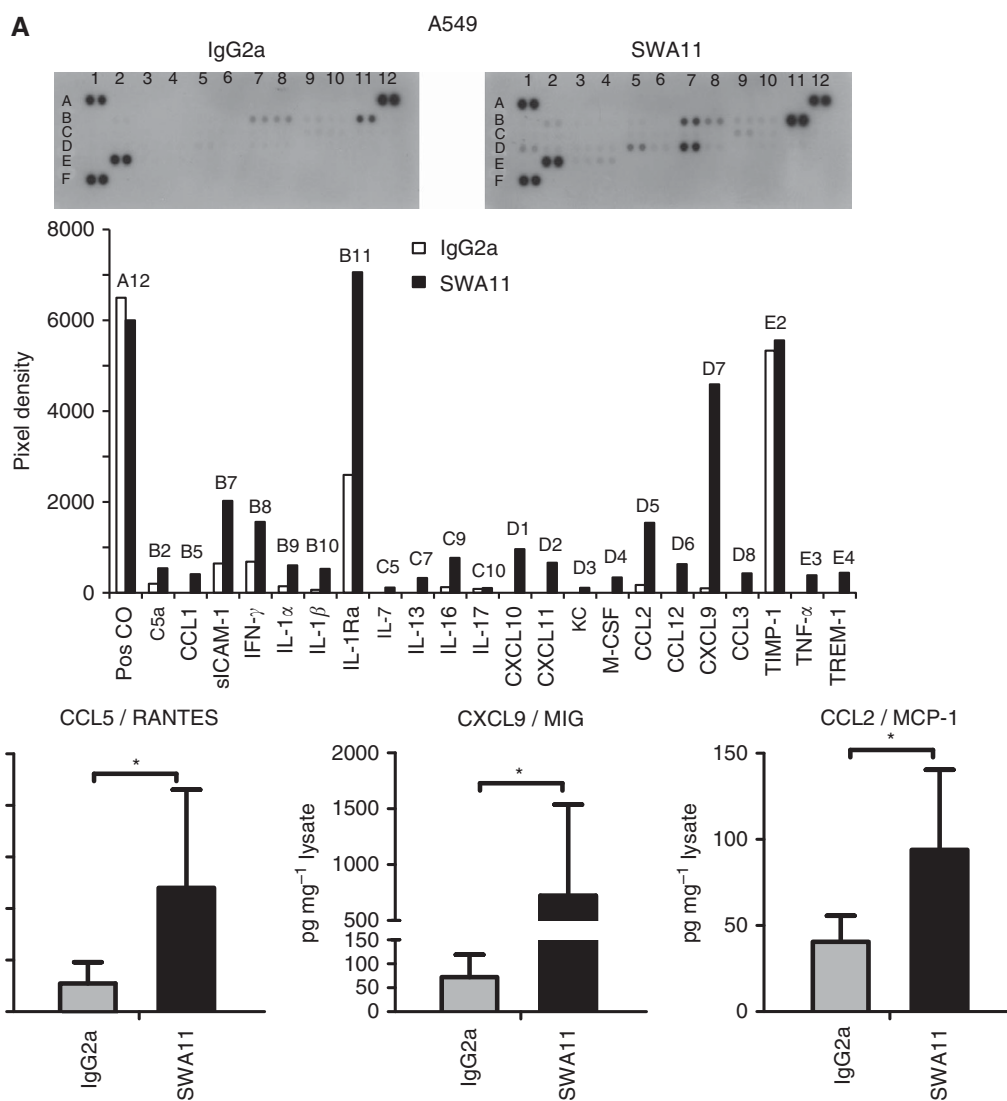 A
A549
IgG2a
SWA11
1 2 3 4 5 6 7 8 9 10 11 12
A
B
C
D
E
F
1 2 3 4 5 6 7 8 9 10 11 12
A
B
C
D
E
F
Pixel density
8000
6000
4000
2000
0
IgG2a
SWA11
A12
B2
B5
B7
B8
B9
B10
B11
C5
C7
C9
C10
D1
D2
D3
D4
D5
D6
D7
D8
E2
E3
E4
Pos CO
C5a
CCL1
sICAM-1
IFN-γ
IL-1α
IL-1β
IL-1Ra
IL-7
IL-13
IL-16
IL-17
CXCL10
CXCL11
KC
M-CSF
CCL2
CCL12
CXCL9
CCL3
TIMP-1
TNF-α
TREM-1
CCL5 / RANTES
*
IgG2a
SWA11
CXCL9 / MIG
pg mg⁻¹ lysate
2000
1500
1000
500
150
100
50
0
*
IgG2a
SWA11
CCL2 / MCP-1
pg mg⁻¹ lysate
150
100
50
0
*
IgG2a
SWA11